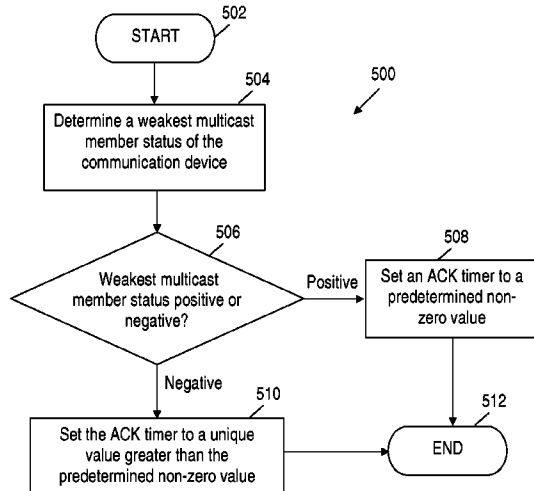 START
502
504
500
Determine a weakest multicast
member status of the
communication device
506
Weakest multicast
member status positive or
negative?
Positive
508
Set an ACK timer to a
predetermined non-
zero value
Negative
510
Set the ACK timer to a unique
value greater than the
predetermined non-zero value
512
END